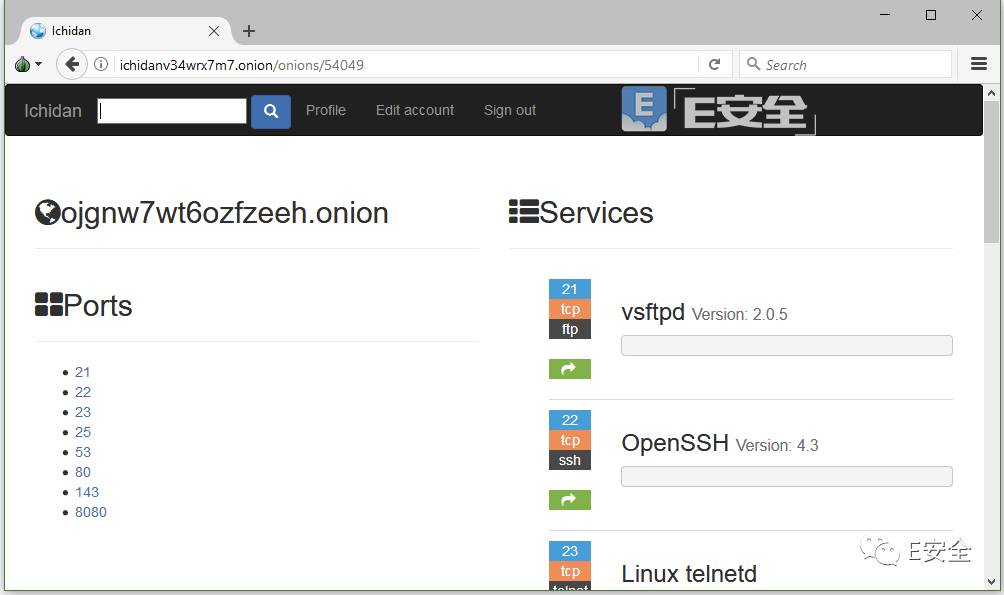 Ichidan
ichidanv34wrx7m7.onion/onions/54049
Search
Ichidan
Profile
Edit account
Sign out
E
E安全
ojgnw7wt6ozfzeeh.onion
Ports
21
22
23
25
53
80
143
8080
Services
21
tcp
ftp
vsftpd Version: 2.0.5
22
tcp
ssh
OpenSSH Version: 4.3
23
tcp
telnet
Linux telnetd
E安全